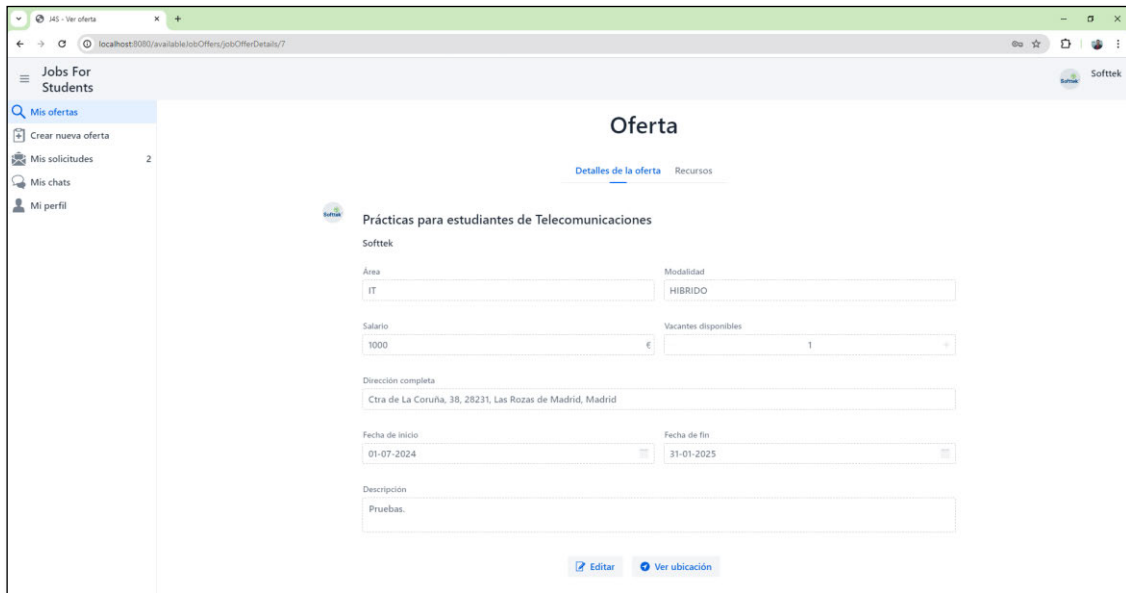 J4S - Ver oferta
localhost:8080/availableJobOffers/jobOfferDetails/7
Jobs For
Students
Softtek
Softtek
Mis ofertas
Crear nueva oferta
Mis solicitudes 2
Mis chats
Mi perfil
Oferta
Detalles de la oferta Recursos
Softtek
Prácticas para estudiantes de Telecomunicaciones
Softtek
Área Modalidad
IT HIBRIDO
Salario Vacantes disponibles
1000 € 1 +
Dirección completa
Ctra de La Coruña, 38, 28231, Las Rozas de Madrid, Madrid
Fecha de inicio Fecha de fin
01-07-2024 31-01-2025
Descripción
Pruebas.
Editar Ver ubicación